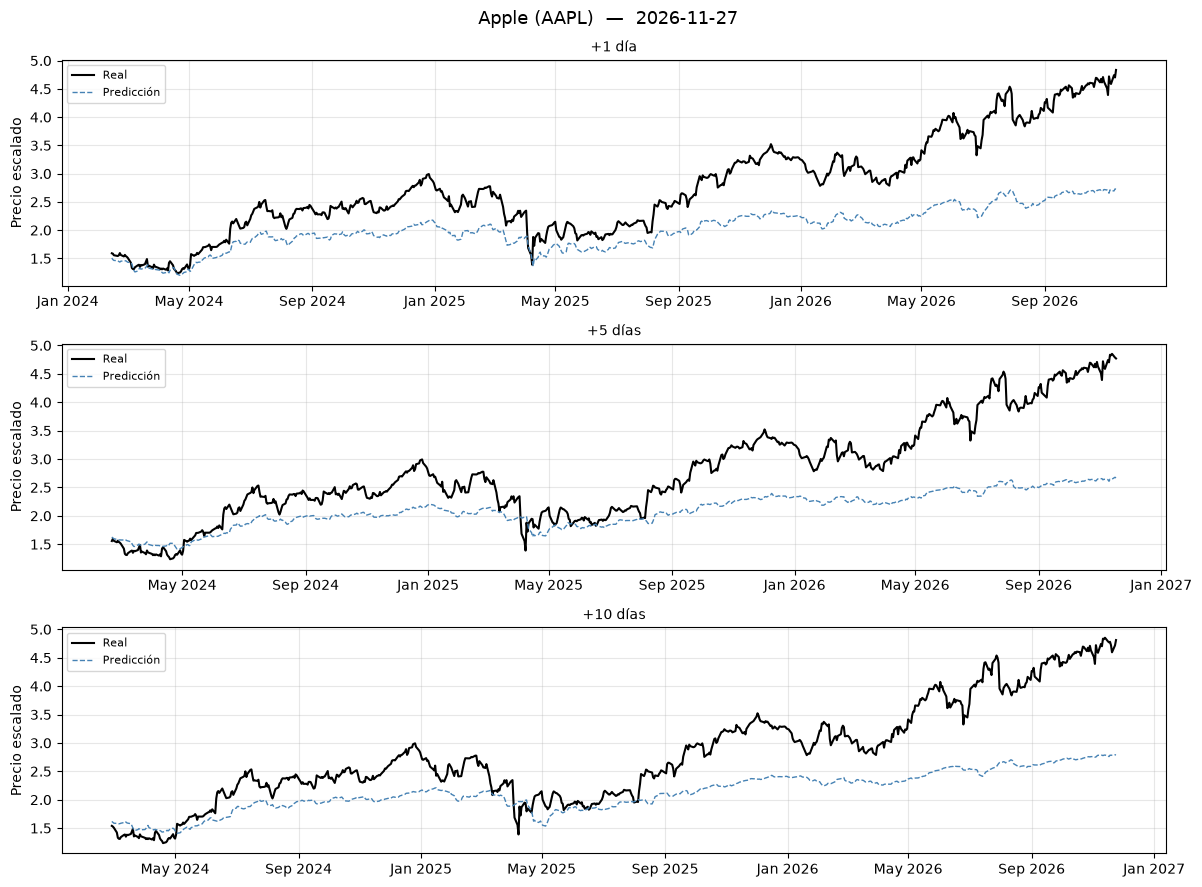 Apple (AAPL) — 2026-11-27
+1 día
Precio escalado
5.0
4.5
4.0
3.5
3.0
2.5
2.0
1.5
Real
Predicción
Jan 2024 May 2024 Sep 2024 Jan 2025 May 2025 Sep 2025 Jan 2026 May 2026 Sep 2026
+5 días
Precio escalado
5.0
4.5
4.0
3.5
3.0
2.5
2.0
1.5
Real
Predicción
May 2024 Sep 2024 Jan 2025 May 2025 Sep 2025 Jan 2026 May 2026 Sep 2026 Jan 2027
+10 días
Precio escalado
5.0
4.5
4.0
3.5
3.0
2.5
2.0
1.5
Real
Predicción
May 2024 Sep 2024 Jan 2025 May 2025 Sep 2025 Jan 2026 May 2026 Sep 2026 Jan 2027